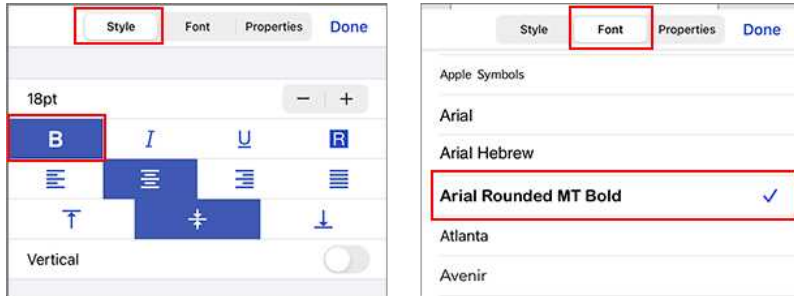 Style Font Properties Done
18pt
B I U R
Vertical
Style Font Properties Done
Apple Symbols
Arial
Arial Hebrew
Arial Rounded MT Bold
Atlanta
Avenir